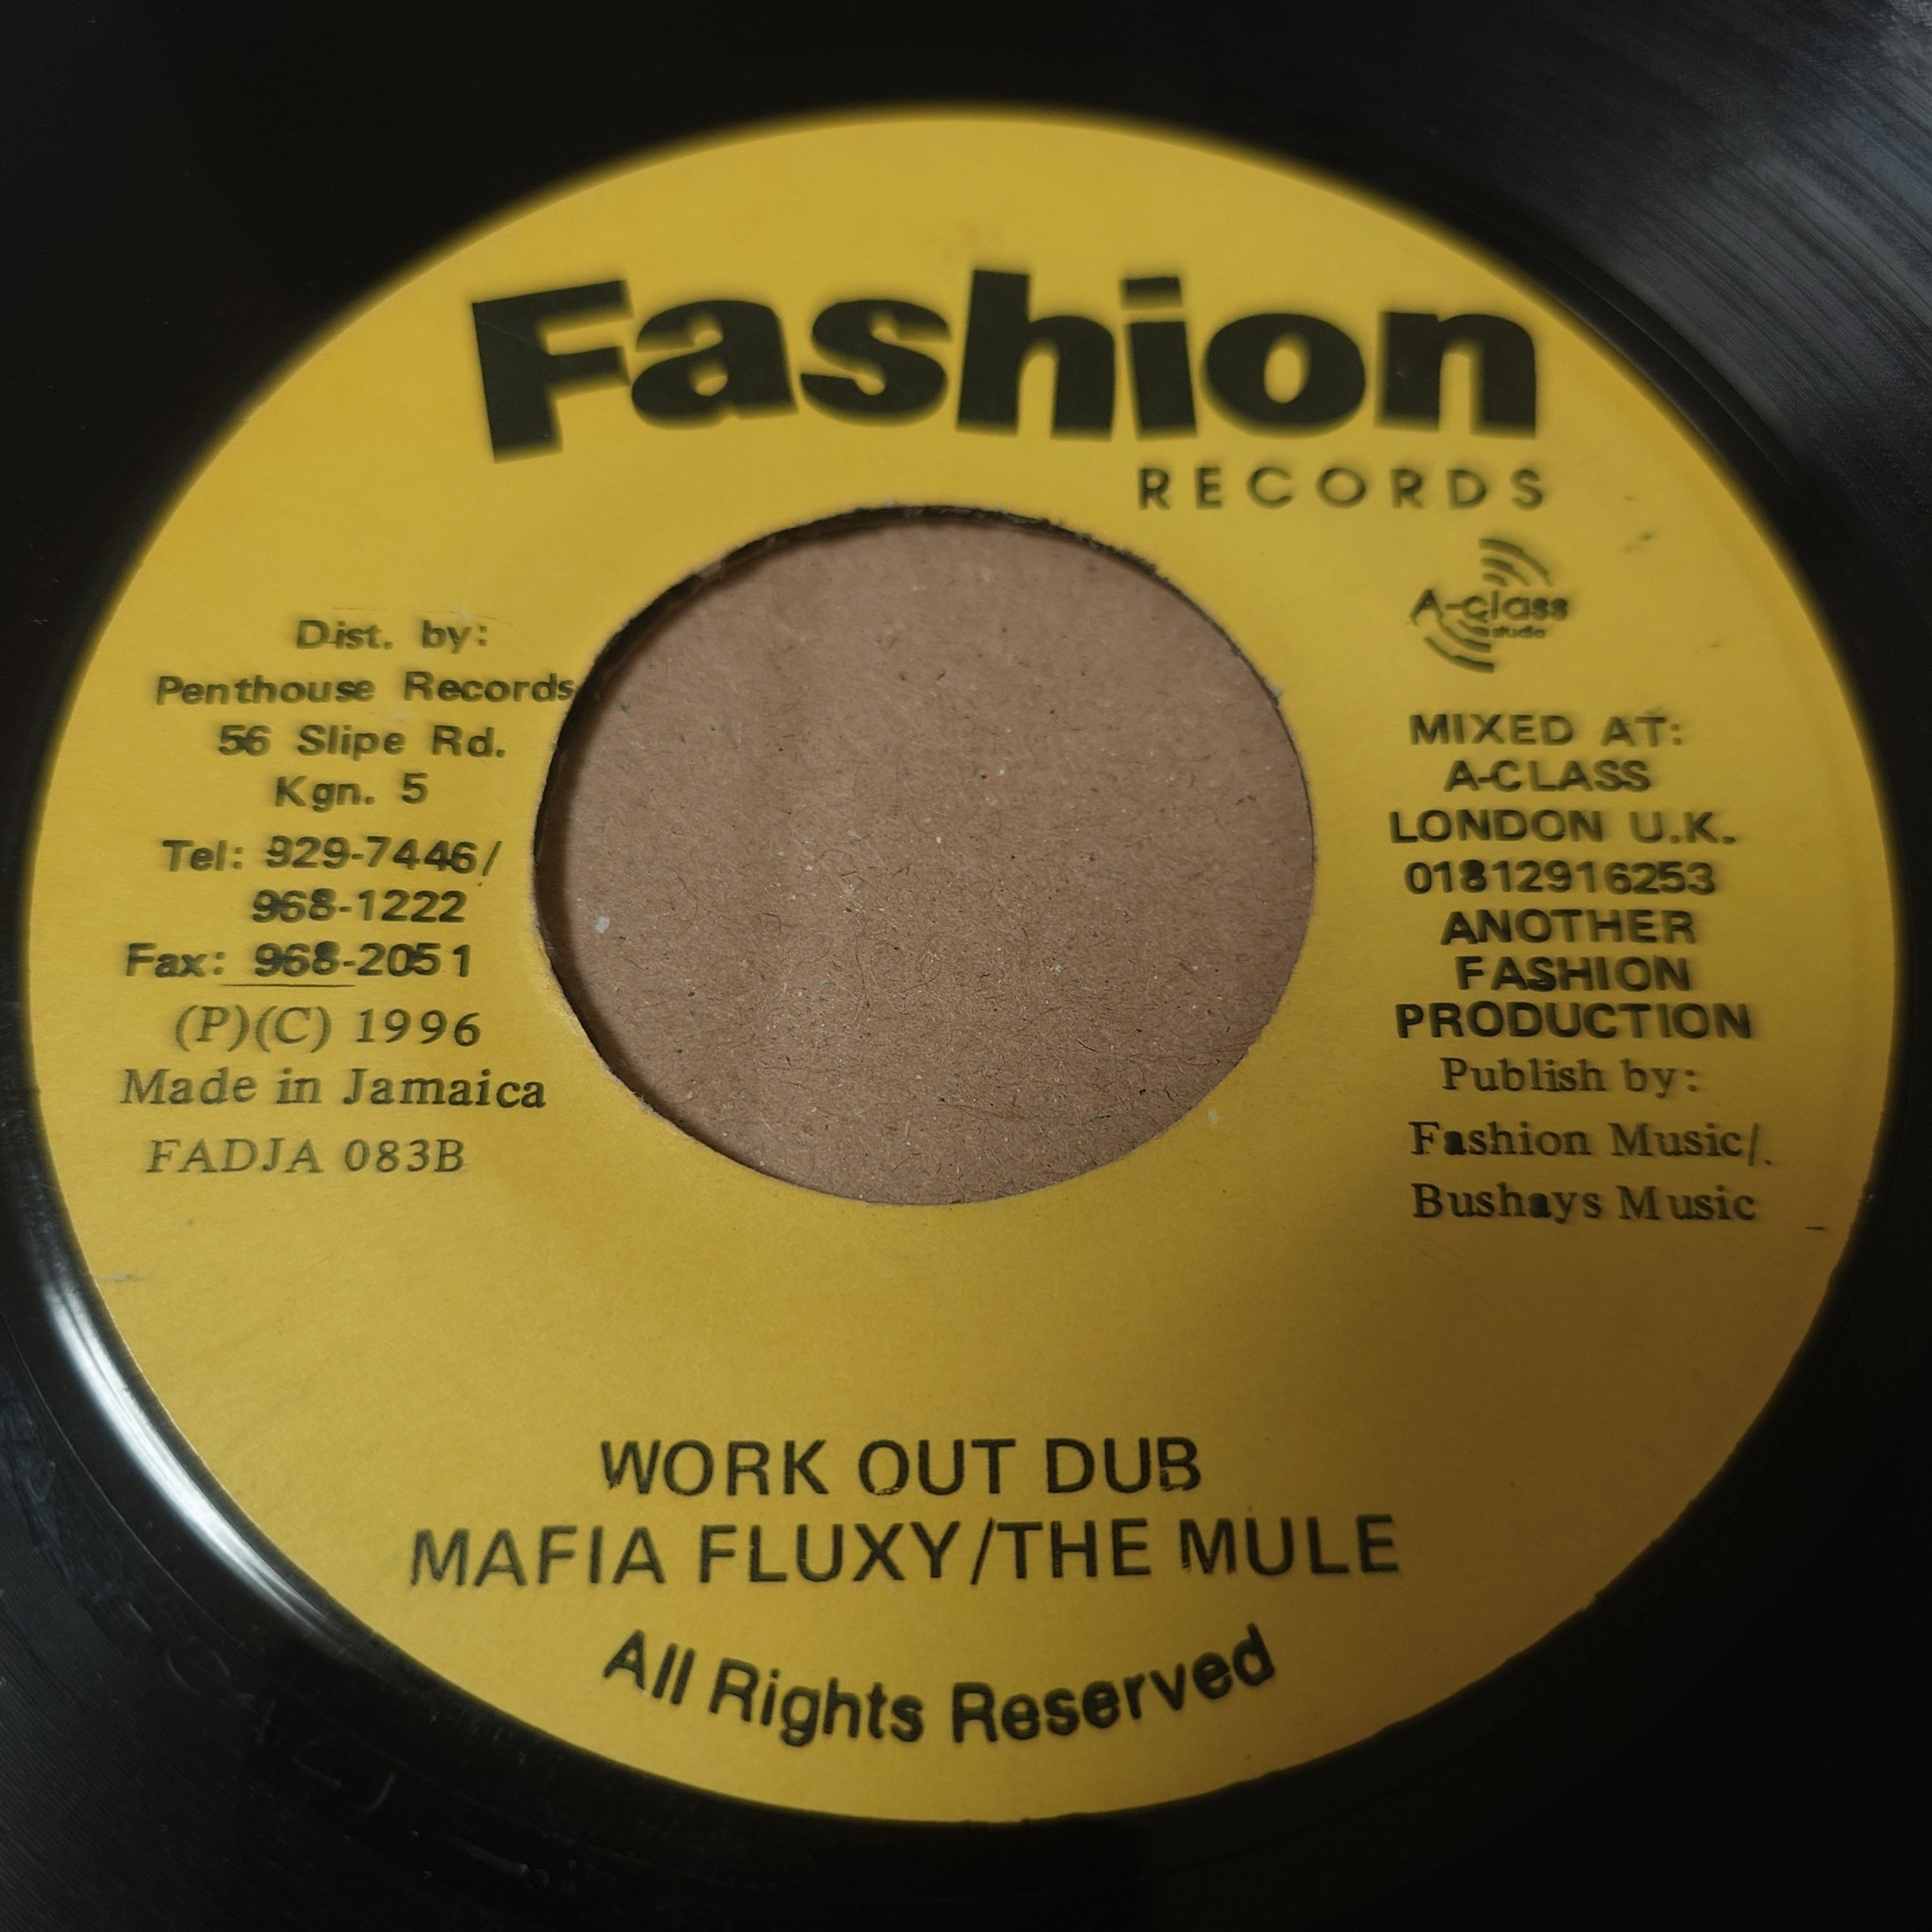 Fashion
RECORDS
A-class
studio
Dist. by:
Penthouse Records
56 Slipe Rd.
Kgn. 5
Tel: 929-7446/
968-1222
Fax: 968-2051
(P)(C) 1996
Made in Jamaica
FADJA 083B
MIXED AT:
A-CLASS
LONDON U.K.
01812916253
ANOTHER
FASHION
PRODUCTION
Publish by:
Fashion Music/.
Bushays Music
WORK OUT DUB
MAFIA FLUXY/THE MULE
All Rights Reserved